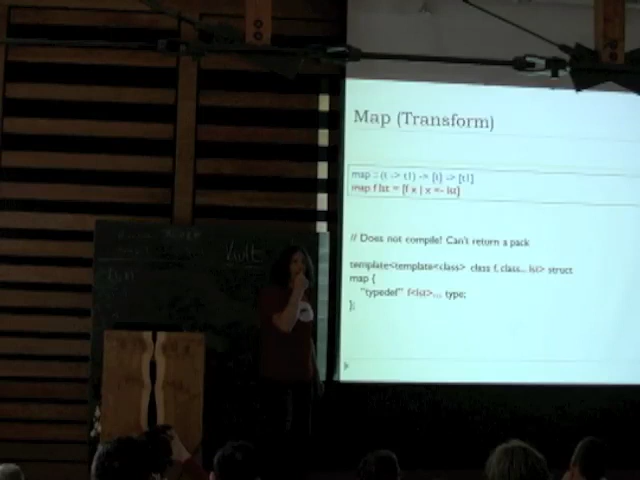 Map (Transform)
map :: (t -> t1) -> [t] -> [t1]
map f lst = [f x | x <- lst]
// Does not compile! Can't return a pack
template<template<class> class f, class... lst> struct
map {
"typedef" f<lst>... type;
};
Vault